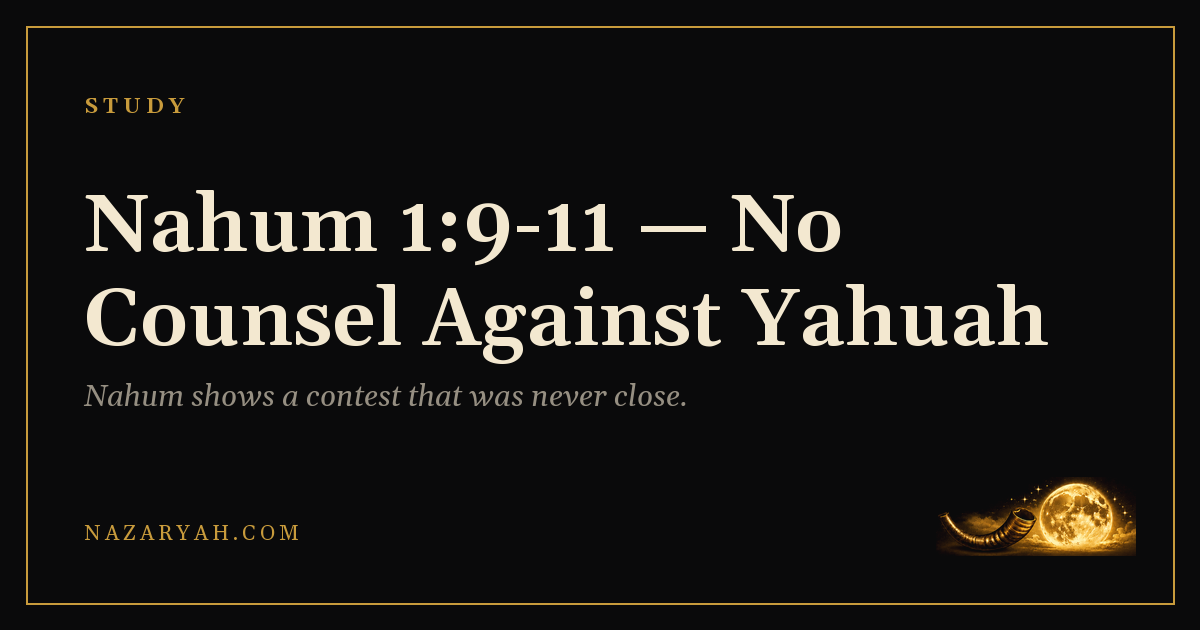 STUDY
Nahum 1:9-11 — No
Counsel Against Yahuah
Nahum shows a contest that was never close.
NAZARYAH.COM